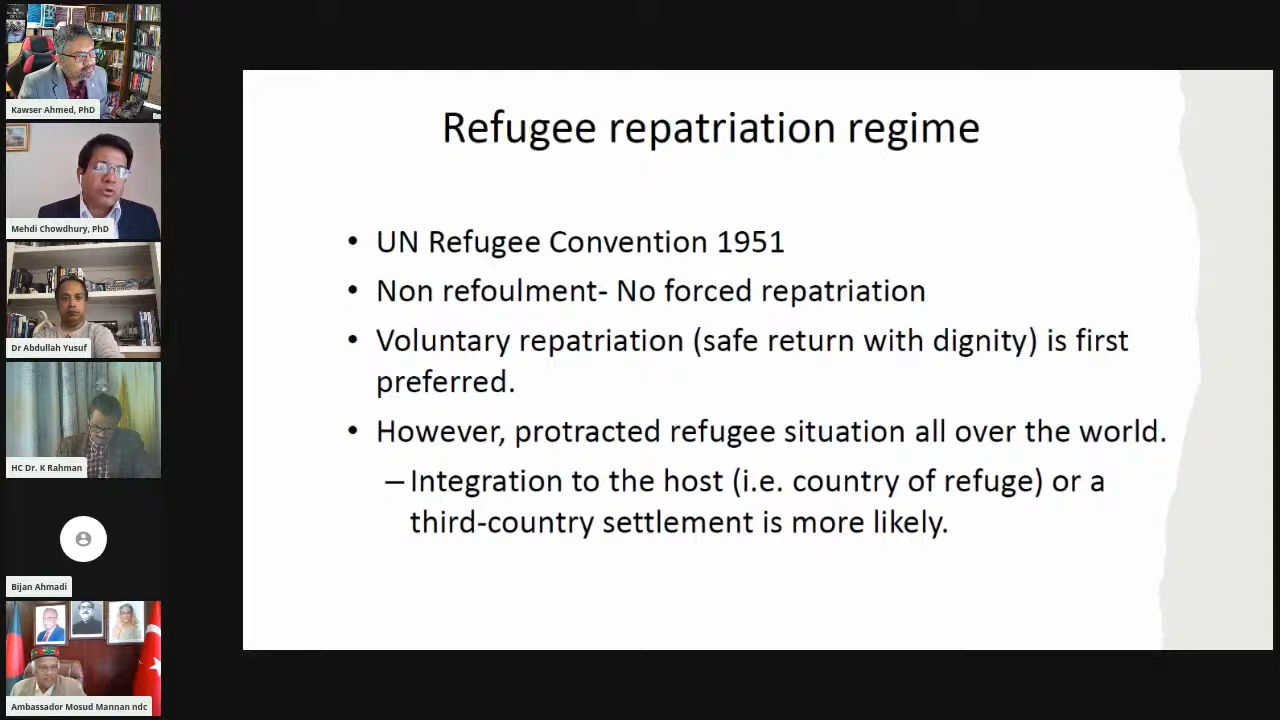 Kawser Ahmed, PhD
Mehdi Chowdhury, PhD
Dr Abdullah Yusuf
HC Dr. K Rahman
Bijan Ahmadi
Ambassador Mosud Mannan ndc
Refugee repatriation regime
• UN Refugee Convention 1951
• Non refoulment- No forced repatriation
• Voluntary repatriation (safe return with dignity) is first
preferred.
• However, protracted refugee situation all over the world.
– Integration to the host (i.e. country of refuge) or a
third-country settlement is more likely.